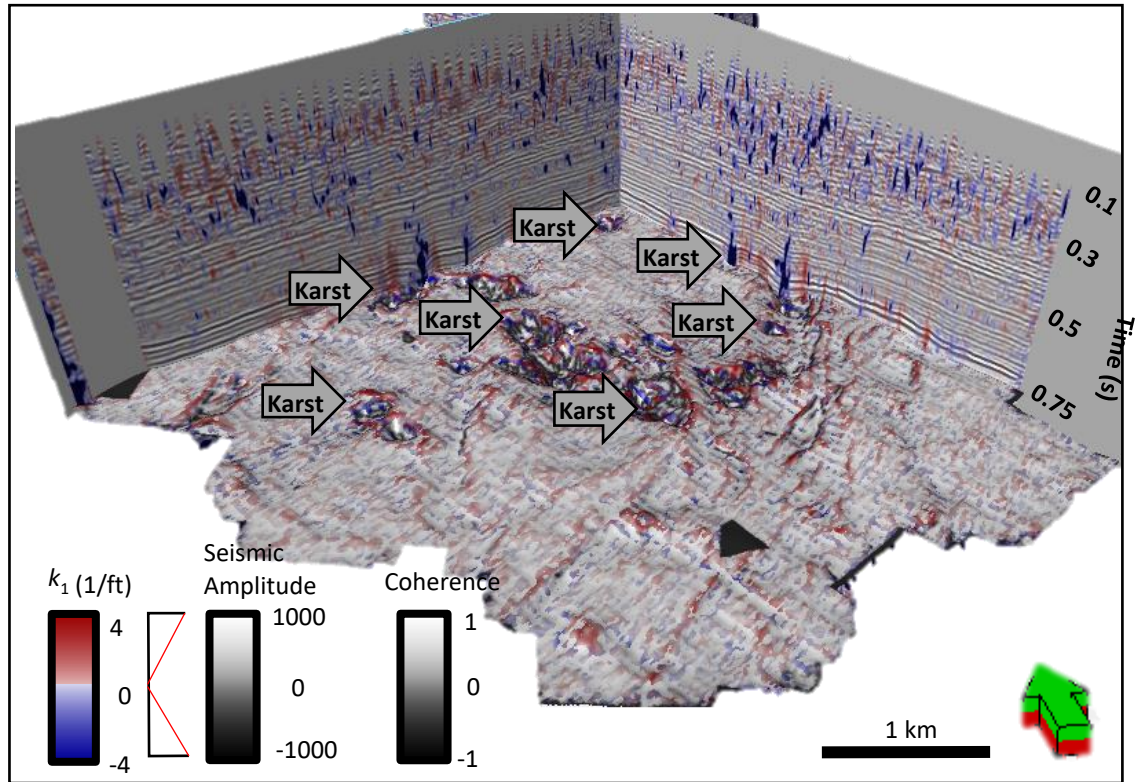 0.1
Karst
Karst
0.3
Karst
Karst
Karst
0.5
Time (s)
Karst
Karst
0.75
k₁ (1/ft)
Seismic
Amplitude
Coherence
4
0
-4
1000
0
-1000
1
0
-1
1 km